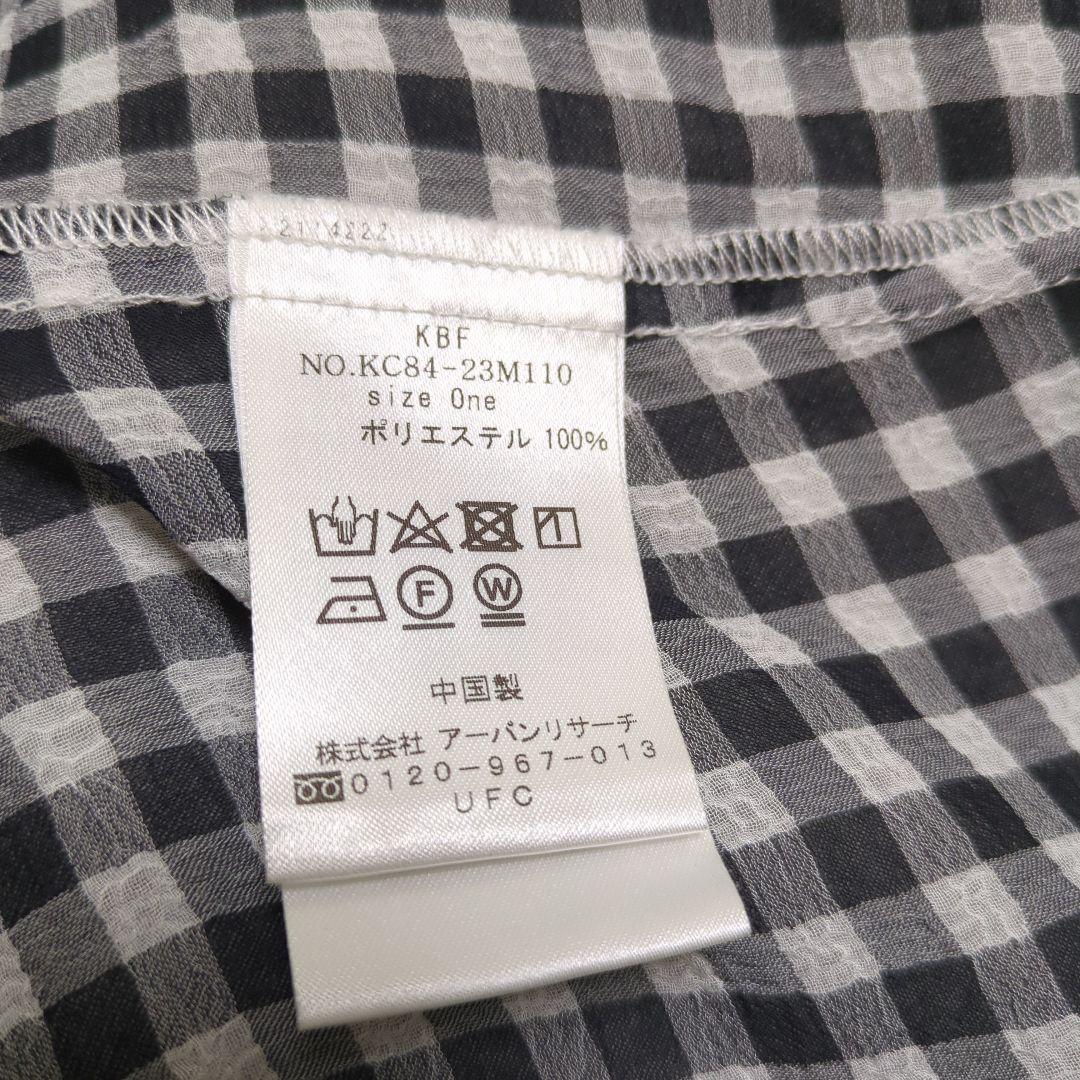 KBF
NO.KC84-23M110
size One
ポリエステル 100%
F W
中国製
株式会社 アーバンリサーチ
0120-967-013
UFC